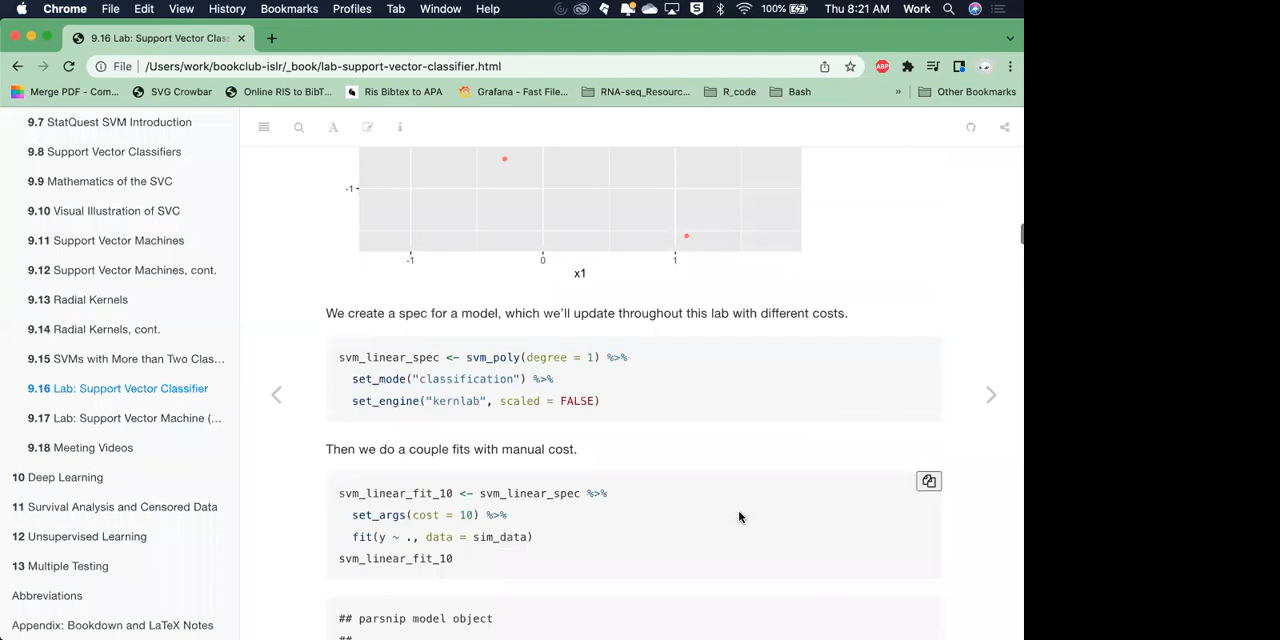 Chrome File Edit View History Bookmarks Profiles Tab Window Help 100% Thu 8:21 AM Work
9.16 Lab: Support Vector Clas
File /Users/work/bookclub-islr/_book/lab-support-vector-classifier.html ABP
Merge PDF - Com... SVG Crowbar Online RIS to BibT... Ris Bibtex to APA Grafana - Fast File... RNA-seq_Resourc... R_code Bash » Other Bookmarks
9.7 StatQuest SVM Introduction
9.8 Support Vector Classifiers
9.9 Mathematics of the SVC
9.10 Visual Illustration of SVC
9.11 Support Vector Machines
9.12 Support Vector Machines, cont.
9.13 Radial Kernels
9.14 Radial Kernels, cont.
9.15 SVMs with More than Two Clas...
9.16 Lab: Support Vector Classifier
9.17 Lab: Support Vector Machine (...
9.18 Meeting Videos
10 Deep Learning
11 Survival Analysis and Censored Data
12 Unsupervised Learning
13 Multiple Testing
Abbreviations
Appendix: Bookdown and LaTeX Notes
-1
-1 0 1
x1
We create a spec for a model, which we'll update throughout this lab with different costs.
svm_linear_spec <- svm_poly(degree = 1) %>%
set_mode("classification") %>%
set_engine("kernlab", scaled = FALSE)
Then we do a couple fits with manual cost.
svm_linear_fit_10 <- svm_linear_spec %>%
set_args(cost = 10) %>%
fit(y ~ ., data = sim_data)
svm_linear_fit_10
## parsnip model object
##